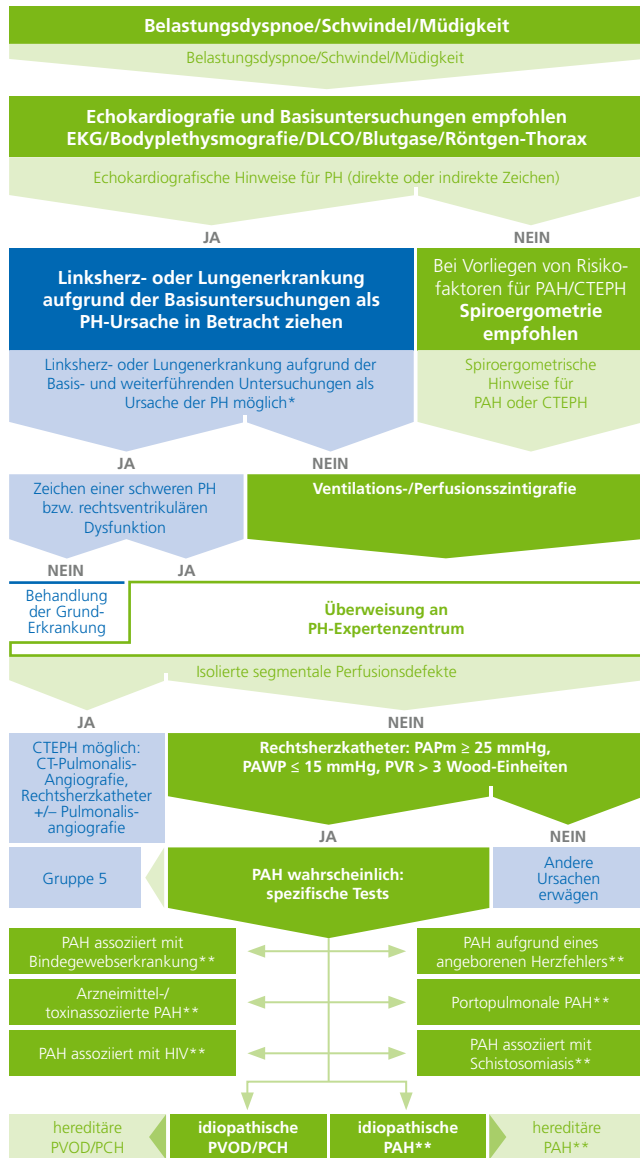 Belastungsdyspnoe/Schwindel/Müdigkeit
Belastungsdyspnoe/Schwindel/Müdigkeit
Echokardiografie und Basisuntersuchungen empfohlen
EKG/Bodyplethysmografie/DLCO/Blutgase/Röntgen-Thorax
Echokardiografische Hinweise für PH (direkte oder indirekte Zeichen)
JA
NEIN
Linksherz- oder Lungenerkrankung
aufgrund der Basisuntersuchungen als
PH-Ursache in Betracht ziehen
Bei Vorliegen von Risiko-
faktoren für PAH/CTEPH
Spiroergometrie
empfohlen
Linksherz- oder Lungenerkrankung aufgrund der
Basis- und weiterführenden Untersuchungen als
Ursache der PH möglich*
Spiroergometrische
Hinweise für
PAH oder CTEPH
JA
NEIN
Zeichen einer schweren PH
bzw. rechtsventrikulären
Dysfunktion
Ventilations-/Perfusionsszintigrafie
NEIN
JA
Behandlung
der Grund-
Erkrankung
Überweisung an
PH-Expertenzentrum
Isolierte segmentale Perfusionsdefekte
JA
NEIN
CTEPH möglich:
CT-Pulmonalis-
Angiografie,
Rechtsherzkatheter
+/– Pulmonalis-
angiografie
Rechtsherzkatheter: PAPm ≥ 25 mmHg,
PAWP ≤ 15 mmHg, PVR > 3 Wood-Einheiten
JA
NEIN
Gruppe 5
PAH wahrscheinlich:
spezifische Tests
Andere
Ursachen
erwägen
PAH assoziiert mit
Bindegewebserkrankung**
PAH aufgrund eines
angeborenen Herzfehlers**
Arzneimittel-/
toxinassoziierte PAH**
Portopulmonale PAH**
PAH assoziiert mit HIV**
PAH assoziiert mit
Schistosomiasis**
hereditäre
PVOD/PCH
idiopathische
PVOD/PCH
idiopathische
PAH**
hereditäre
PAH**